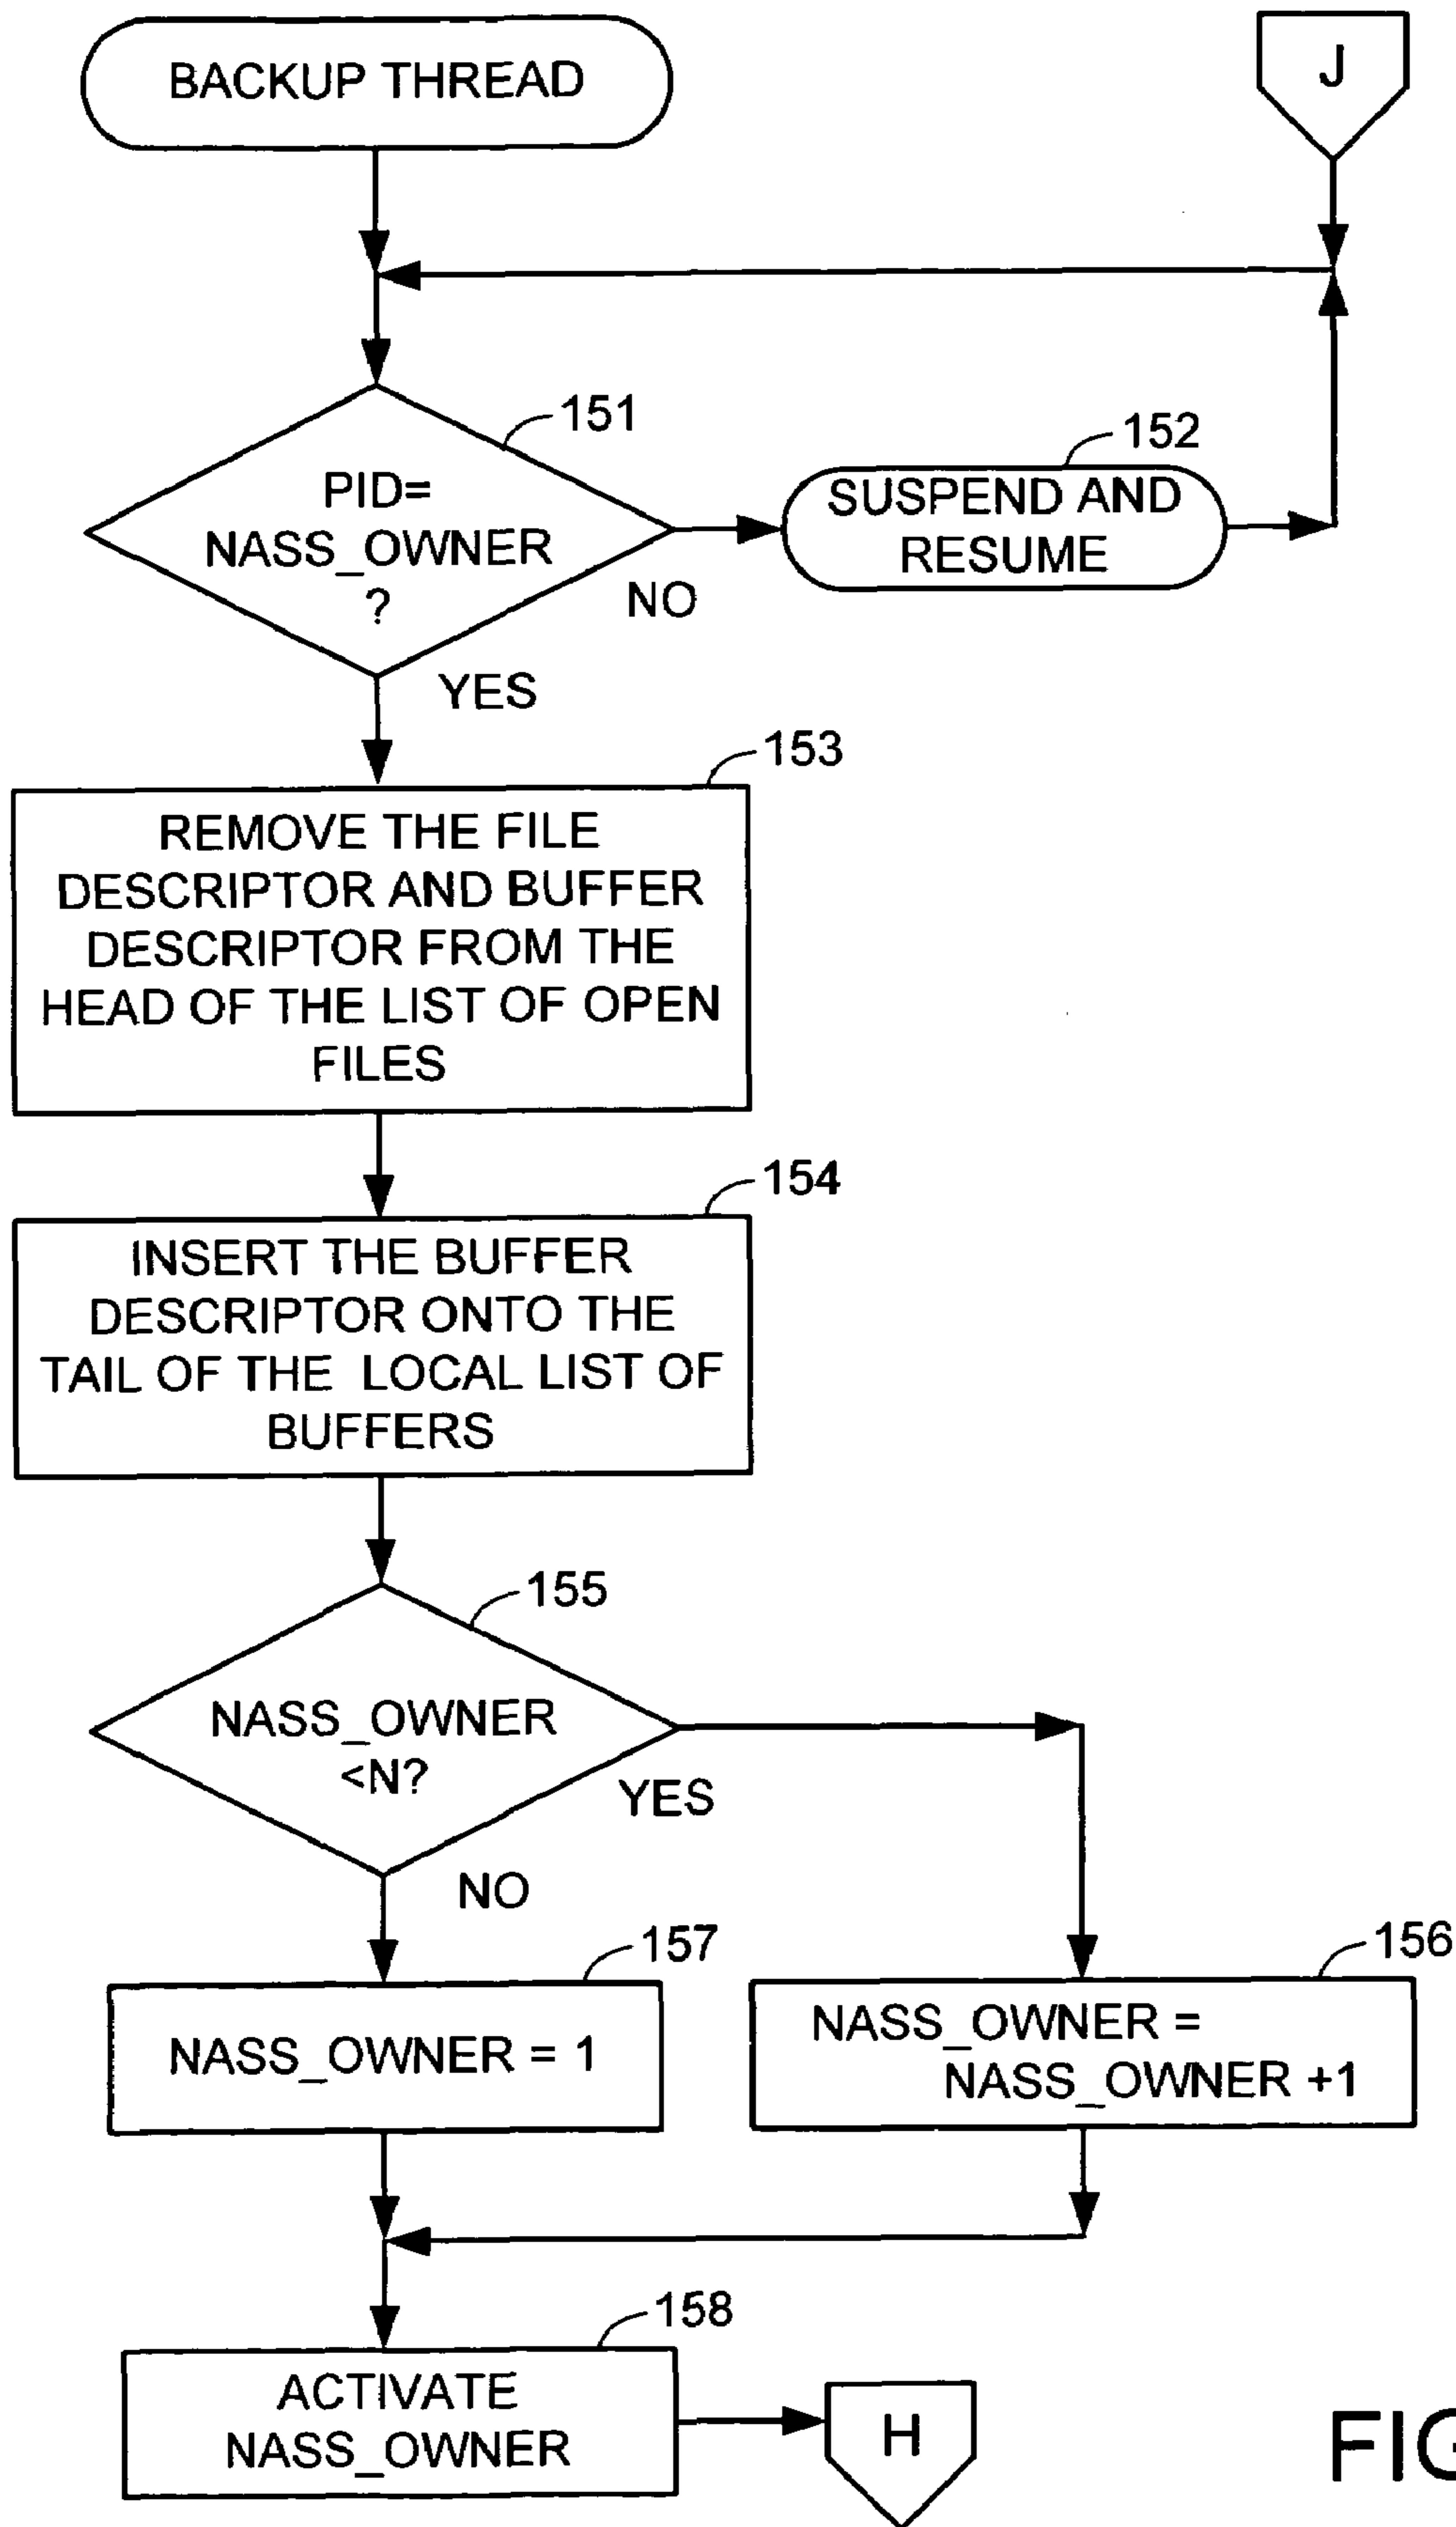 BACKUP THREAD
J
151
PID=
NASS_OWNER
?
NO
YES
152
SUSPEND AND
RESUME
153
REMOVE THE FILE
DESCRIPTOR AND BUFFER
DESCRIPTOR FROM THE
HEAD OF THE LIST OF OPEN
FILES
154
INSERT THE BUFFER
DESCRIPTOR ONTO THE
TAIL OF THE LOCAL LIST OF
BUFFERS
155
NASS_OWNER
<N?
YES
NO
157
NASS_OWNER = 1
156
NASS_OWNER =
NASS_OWNER +1
158
ACTIVATE
NASS_OWNER
H
FIG